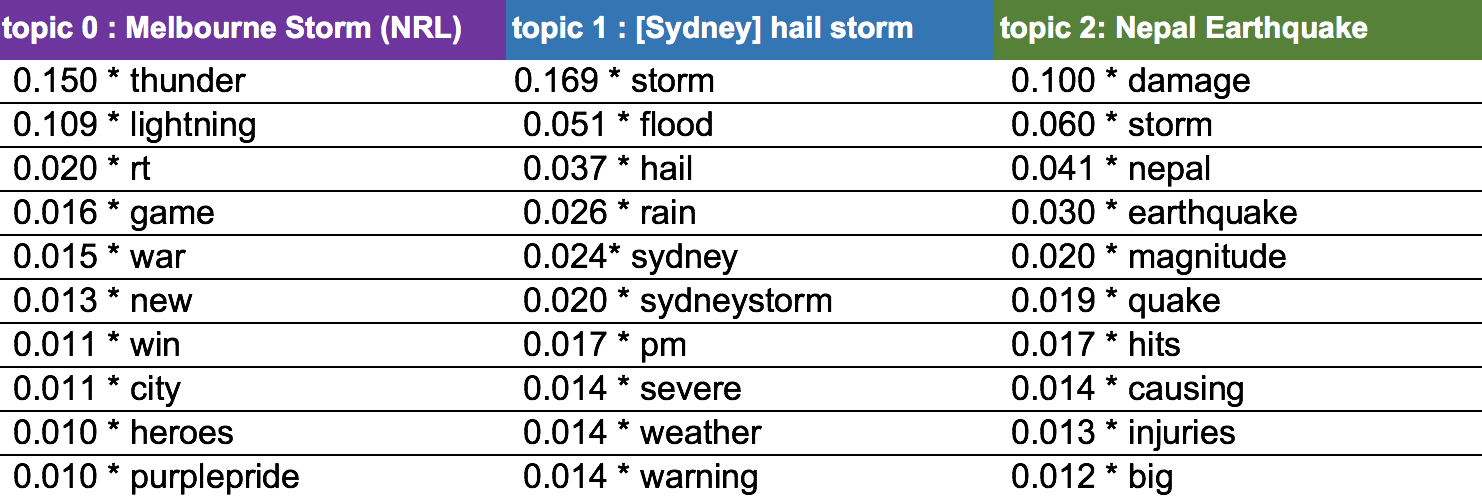 topic 0 : Melbourne Storm (NRL) topic 1 : [Sydney] hail storm topic 2: Nepal Earthquake
0.150 * thunder 0.169 * storm 0.100 * damage
0.109 * lightning 0.051 * flood 0.060 * storm
0.020 * rt 0.037 * hail 0.041 * nepal
0.016 * game 0.026 * rain 0.030 * earthquake
0.015 * war 0.024* sydney 0.020 * magnitude
0.013 * new 0.020 * sydneystorm 0.019 * quake
0.011 * win 0.017 * pm 0.017 * hits
0.011 * city 0.014 * severe 0.014 * causing
0.010 * heroes 0.014 * weather 0.013 * injuries
0.010 * purplepride 0.014 * warning 0.012 * big